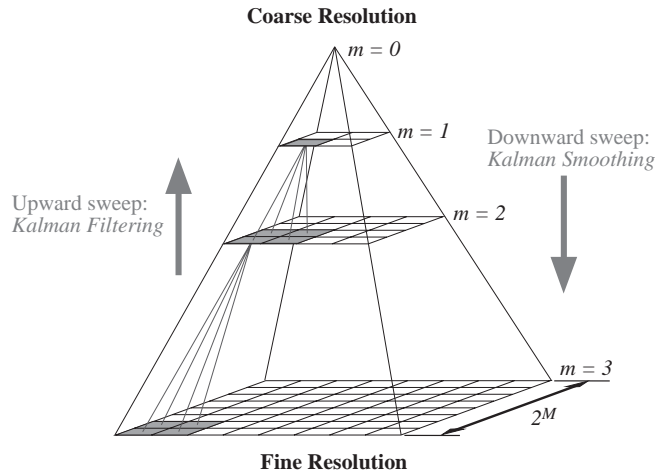 Coarse Resolution
m = 0
m = 1
Downward sweep:
Kalman Smoothing
Upward sweep:
Kalman Filtering
m = 2
m = 3
2^M
Fine Resolution